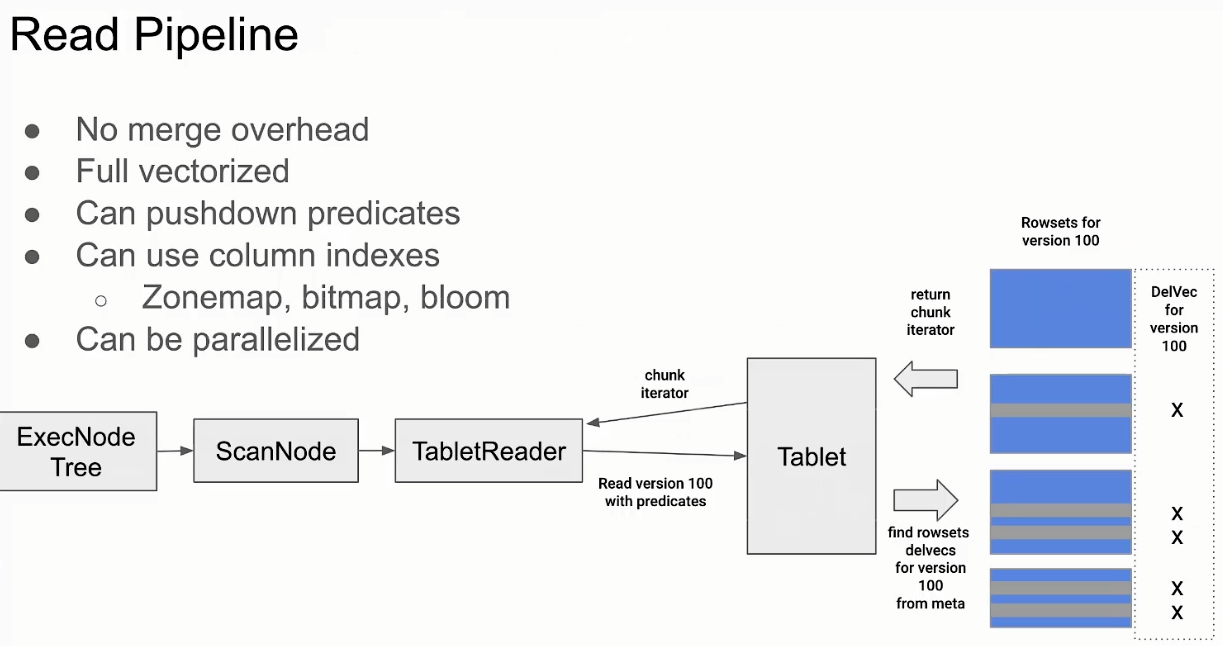 Read Pipeline
● No merge overhead
● Full vectorized
● Can pushdown predicates
● Can use column indexes
○ Zonemap, bitmap, bloom
● Can be parallelized
ExecNode
Tree
ScanNode
TabletReader
chunk
iterator
Read version 100
with predicates
Tablet
return
chunk
iterator
find rowsets
delvecs
for version
100
from meta
Rowsets for
version 100
DelVec
for
version
100
X
X
X
X
X